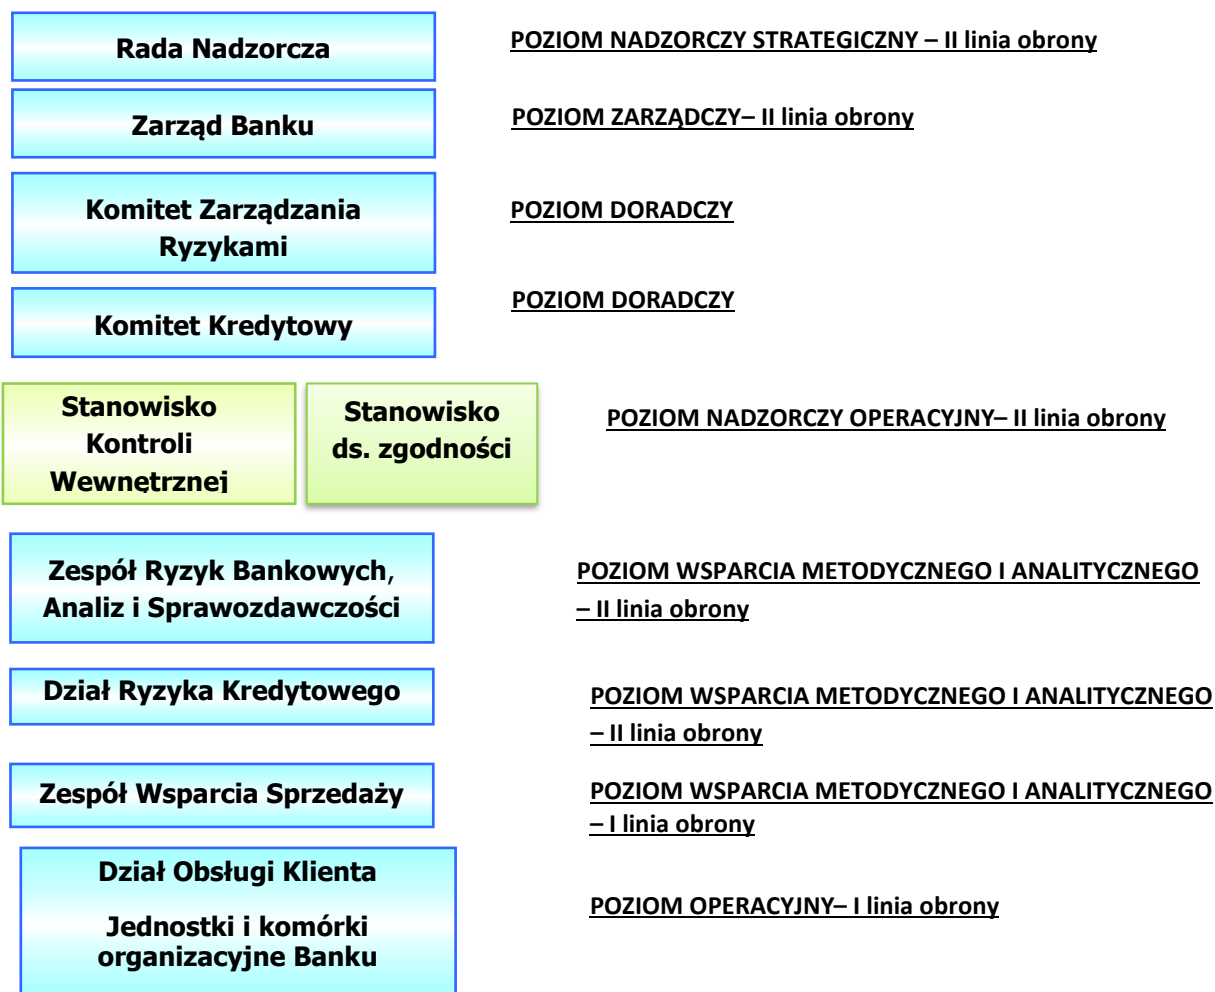 Rada Nadzorcza
POZIOM NADZORCZY STRATEGICZNY – II linia obrony
Zarząd Banku
POZIOM ZARZĄDCZY– II linia obrony
Komitet Zarządzania
Ryzykami
POZIOM DORADCZY
Komitet Kredytowy
POZIOM DORADCZY
Stanowisko
Kontroli
Wewnętrznej
Stanowisko
ds. zgodności
POZIOM NADZORCZY OPERACYJNY– II linia obrony
Zespół Ryzyk Bankowych,
Analiz i Sprawozdawczości
POZIOM WSPARCIA METODYCZNEGO I ANALITYCZNEGO
– II linia obrony
Dział Ryzyka Kredytowego
POZIOM WSPARCIA METODYCZNEGO I ANALITYCZNEGO
– II linia obrony
Zespół Wsparcia Sprzedaży
POZIOM WSPARCIA METODYCZNEGO I ANALITYCZNEGO
– I linia obrony
Dział Obsługi Klienta
Jednostki i komórki
organizacyjne Banku
POZIOM OPERACYJNY– I linia obrony